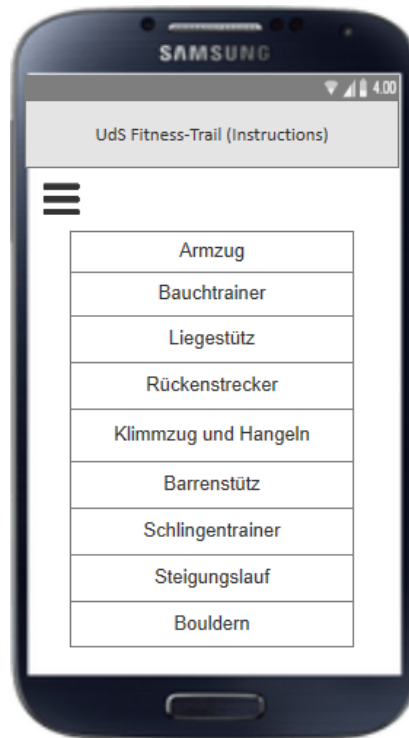 SAMSUNG
4.00
UdS Fitness-Trail (Instructions)
Armzug
Bauchtrainer
Liegestütz
Rückenstrecker
Klimmzug und Hangeln
Barrenstütz
Schlingentrainer
Steigungslauf
Bouldern